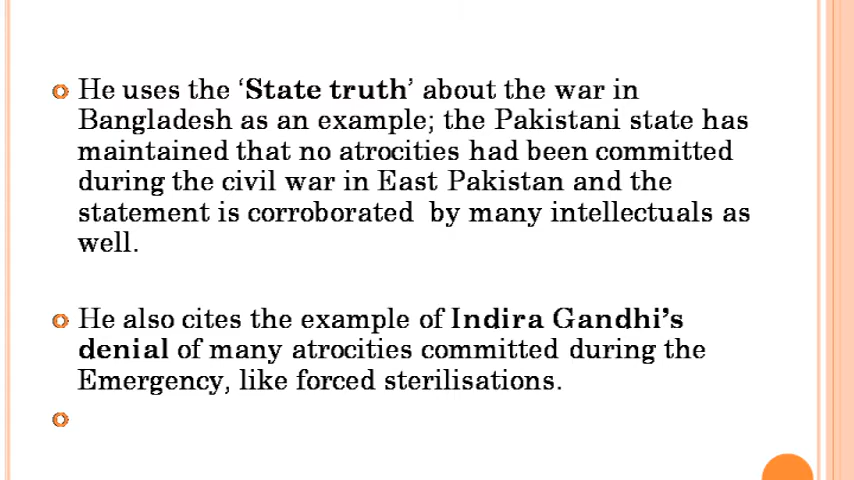 He uses the ‘State truth’ about the war in
Bangladesh as an example; the Pakistani state has
maintained that no atrocities had been committed
during the civil war in East Pakistan and the
statement is corroborated by many intellectuals as
well.
He also cites the example of Indira Gandhi’s
denial of many atrocities committed during the
Emergency, like forced sterilisations.